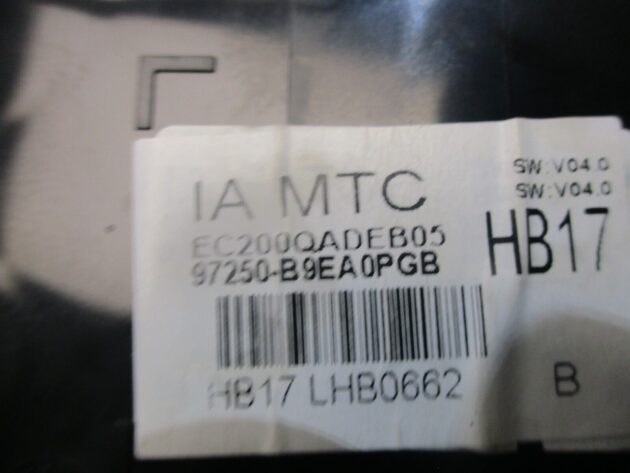 IA MTC
SW:V04.0
SW:V04.0
EC200QADEB05
97250-B9EA0PGB
HB17
HB17 LHB0662
B